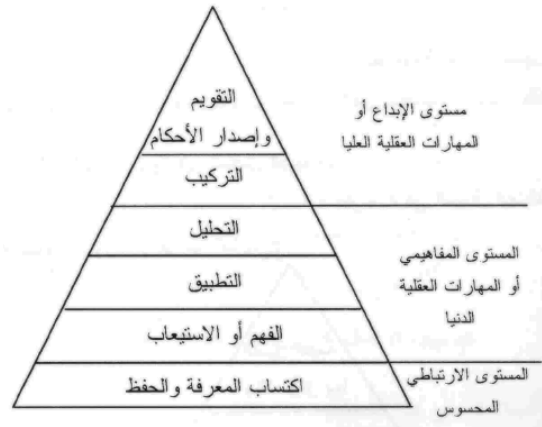 التقويم
وإصدار الأحكام
التركيب
التحليل
التطبيق
الفهم أو الاستيعاب
اكتساب المعرفة والحفظ
مستوى الإبداع أو
المهارات العقلية العليا
المستوى المفاهيمي
أو المهارات العقلية
الدنيا
المستوى الارتباطي
المحسوس